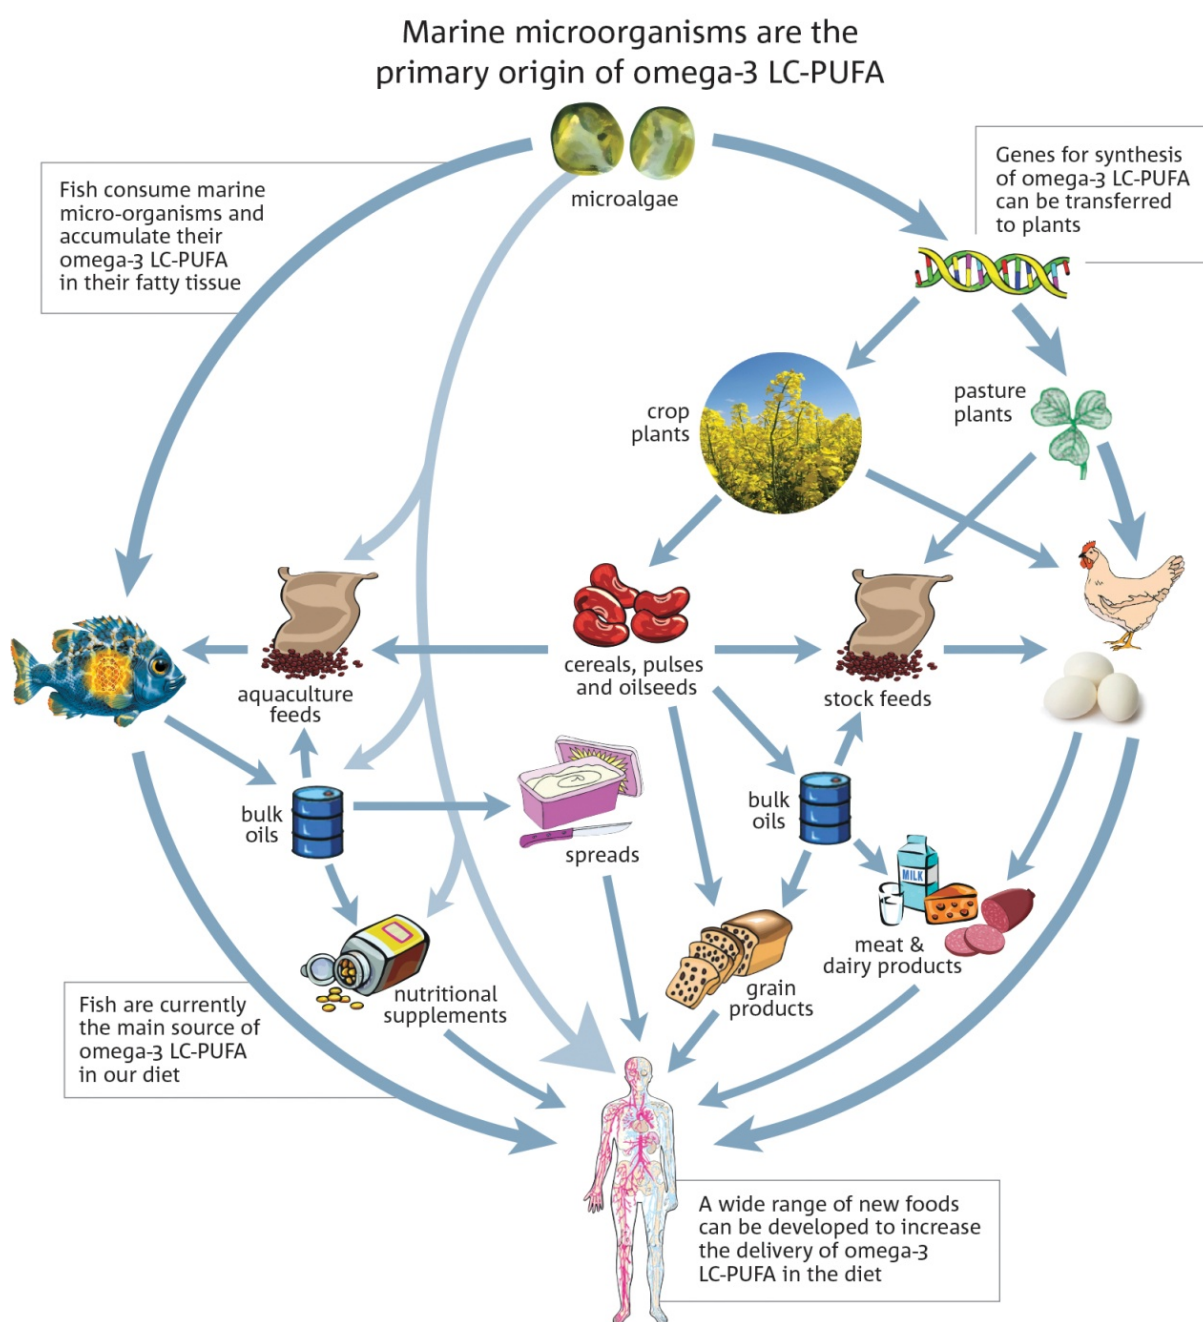 Marine microorganisms are the
primary origin of omega-3 LC-PUFA
microalgae
Fish consume marine
micro-organisms and
accumulate their
omega-3 LC-PUFA
in their fatty tissue
Genes for synthesis
of omega-3 LC-PUFA
can be transferred
to plants
crop
plants
pasture
plants
aquaculture
feeds
cereals, pulses
and oilseeds
stock feeds
bulk
oils
spreads
bulk
oils
MILK
meat &
dairy products
nutritional
supplements
grain
products
Fish are currently
the main source of
omega-3 LC-PUFA
in our diet
A wide range of new foods
can be developed to increase
the delivery of omega-3
LC-PUFA in the diet